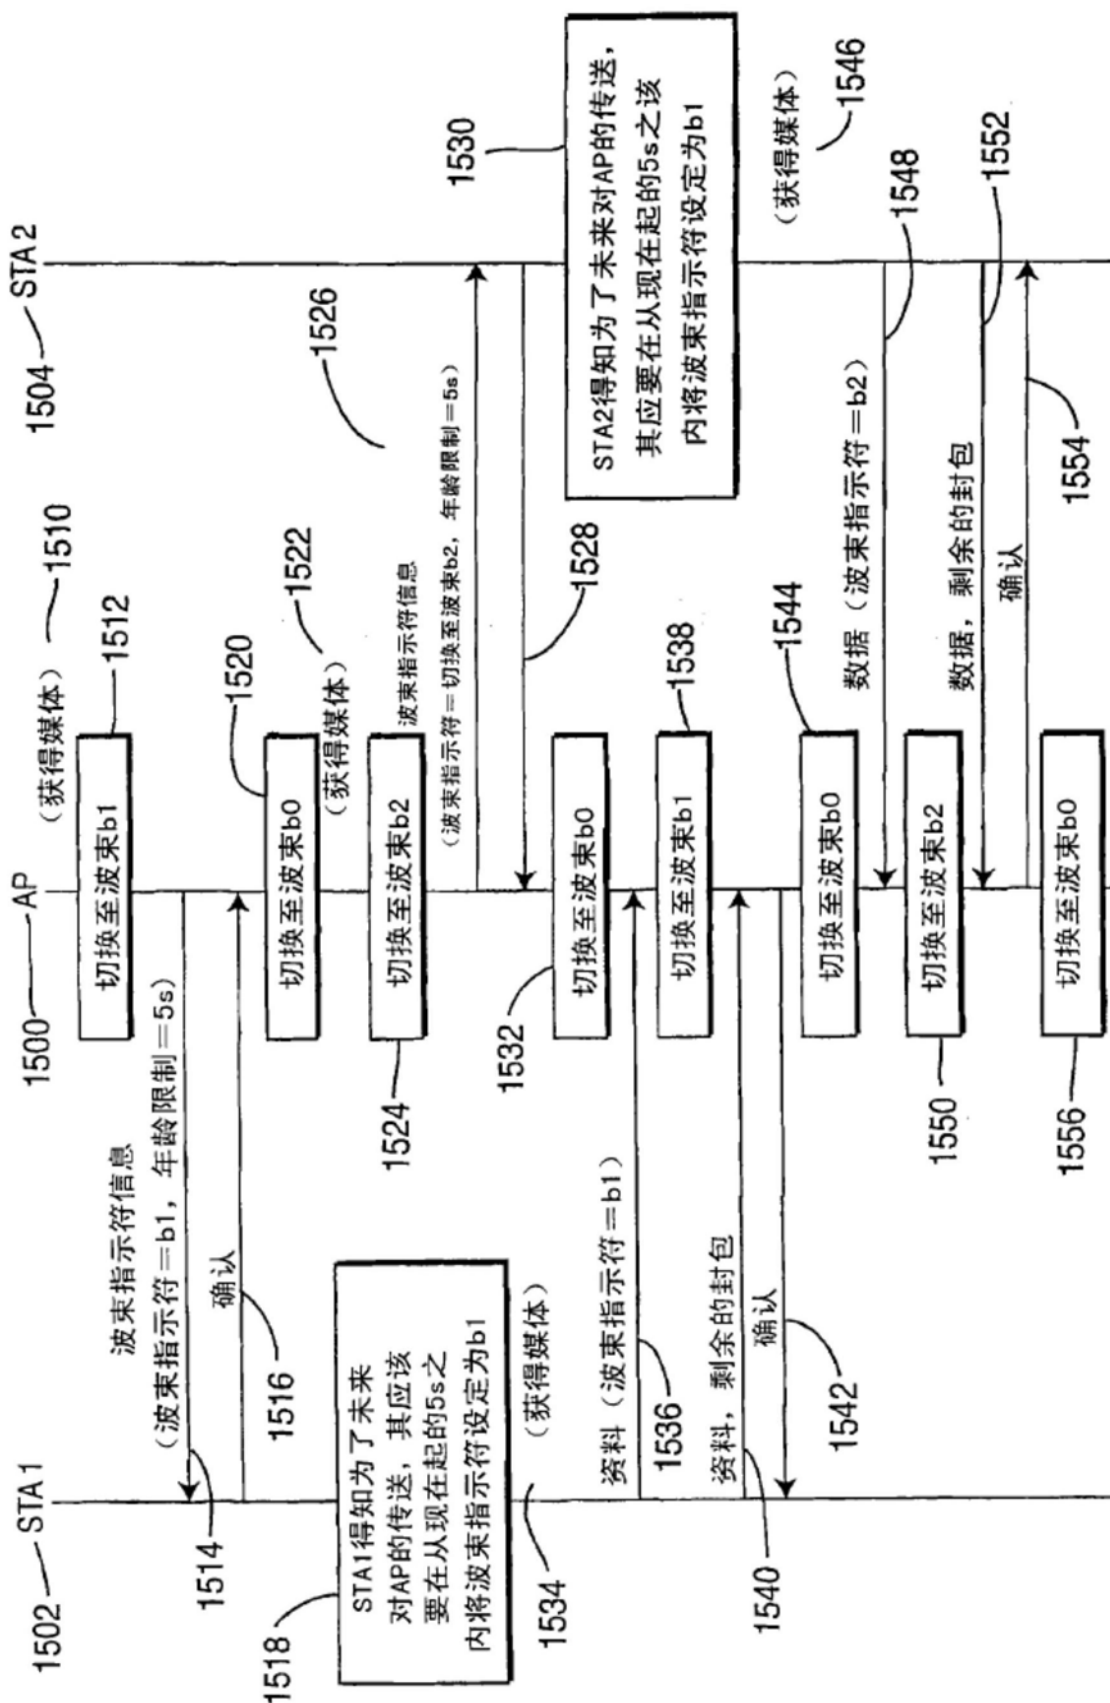 1502 STA1
1500 AP
1504 STA2
(获得媒体)
1510
切换至波束b1
1512
波束指示符信息
(波束指示符=b1, 年龄限制=5s)
1514
确认
1516
切换至波束b0
1520
1518
STA1得知为了未来
对AP的传送, 其应该
要在从现在起的5s之
内将波束指示符设定为b1
(获得媒体)
1522
切换至波束b2
1524
波束指示符信息
(波束指示符=切换至波束b2, 年龄限制=5s)
1526
1528
1530
STA2得知为了未来对AP的传送,
其应要在从现在起的5s之该
内将波束指示符设定为b1
切换至波束b0
1532
(获得媒体)
1534
资料 (波束指示符=b1)
1536
切换至波束b1
1538
资料, 剩余的封包
1540
确认
1542
切换至波束b0
1544
(获得媒体)
1546
数据 (波束指示符=b2)
1548
切换至波束b2
1550
数据, 剩余的封包
1552
确认
1554
切换至波束b0
1556